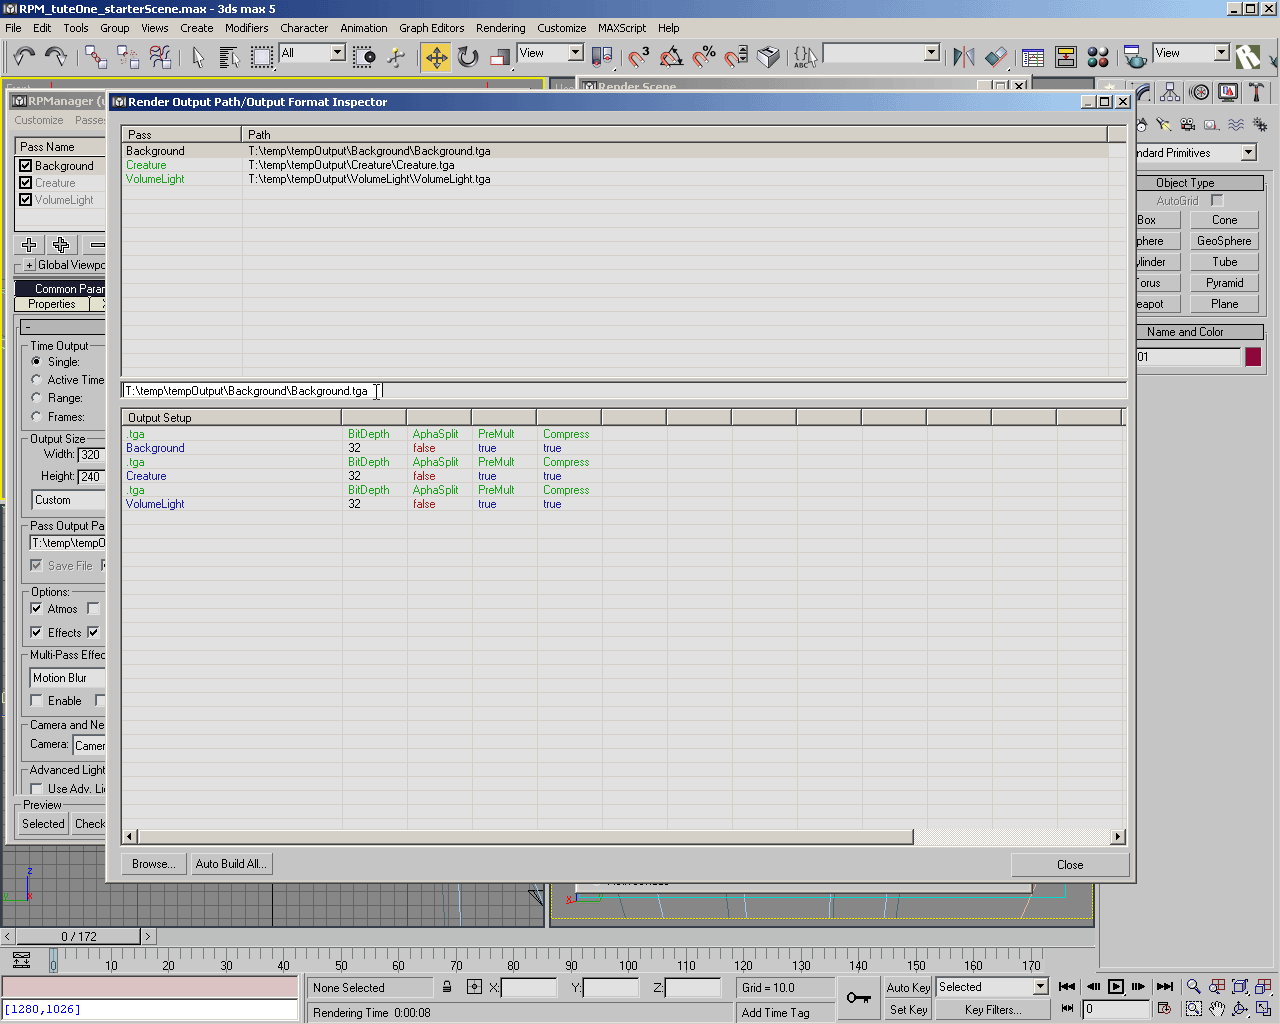 RPM_tuteOne_starterScene.max - 3ds max 5
File Edit Tools Group Views Create Modifiers Character Animation Graph Editors Rendering Customize MAXScript Help
All
View
3
%
ABC
View
Render Scene
RPManager
Customize Passes
Render Output Path/Output Format Inspector
Pass Name
Background
Creature
VolumeLight
Global Viewpo
Common Paran
Properties
Time Output
Single:
Active Time
Range:
Frames:
Output Size
Width: 320
Height: 240
Custom
Pass Output Pa
T:\temp\tempO
Save File
Options:
Atmos
Effects
Multi-Pass Effec
Motion Blur
Enable
Camera and Ne
Camera: Camer
Advanced Light
Use Adv. Li
Preview
Selected Check
Pass Path
Background T:\temp\tempOutput\Background\Background.tga
Creature T:\temp\tempOutput\Creature\Creature.tga
VolumeLight T:\temp\tempOutput\VolumeLight\VolumeLight.tga
T:\temp\tempOutput\Background\Background.tga
Output Setup
.tga BitDepth AphaSplit PreMult Compress
Background 32 false true true
.tga BitDepth AphaSplit PreMult Compress
Creature 32 false true true
.tga BitDepth AphaSplit PreMult Compress
VolumeLight 32 false true true
Browse... Auto Build All... Close
ndard Primitives
Object Type
AutoGrid
Box Cone
phere GeoSphere
ylinder Tube
orus Pyramid
eapot Plane
Name and Color
01
z
y x
x y
0 / 172
0 10 20 30 40 50 60 70 80 90 100 110 120 130 140 150 160 170
None Selected X: Y: Z: Grid = 10.0 Auto Key Selected
[1280,1026]
Rendering Time 0:00:08 Add Time Tag Set Key Key Filters... 0